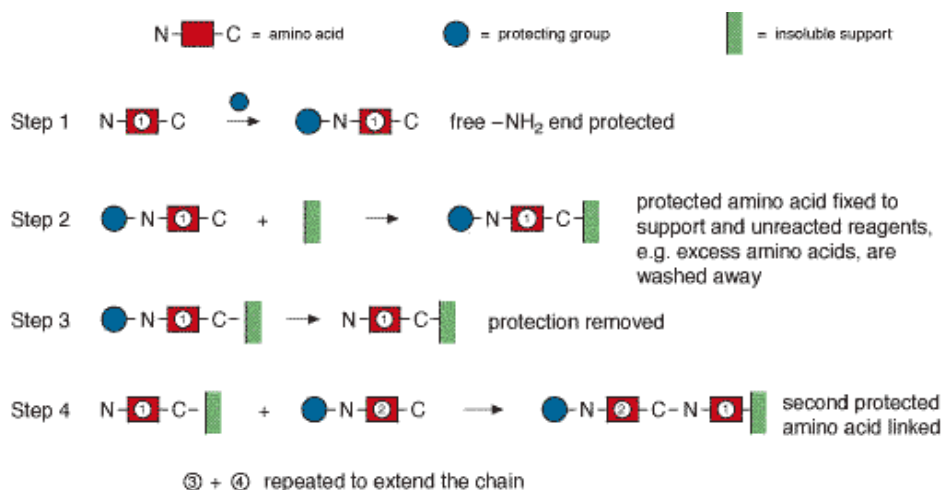 N C = amino acid = protecting group = insoluble support
Step 1 N ① C N ① C free –NH₂ end protected
Step 2 N ① C + N ① C protected amino acid fixed to
support and unreacted reagents,
e.g. excess amino acids, are
washed away
Step 3 N ① C N ① C protection removed
Step 4 N ① C + N ② C N ② C N ① second protected
amino acid linked
③ + ④ repeated to extend the chain